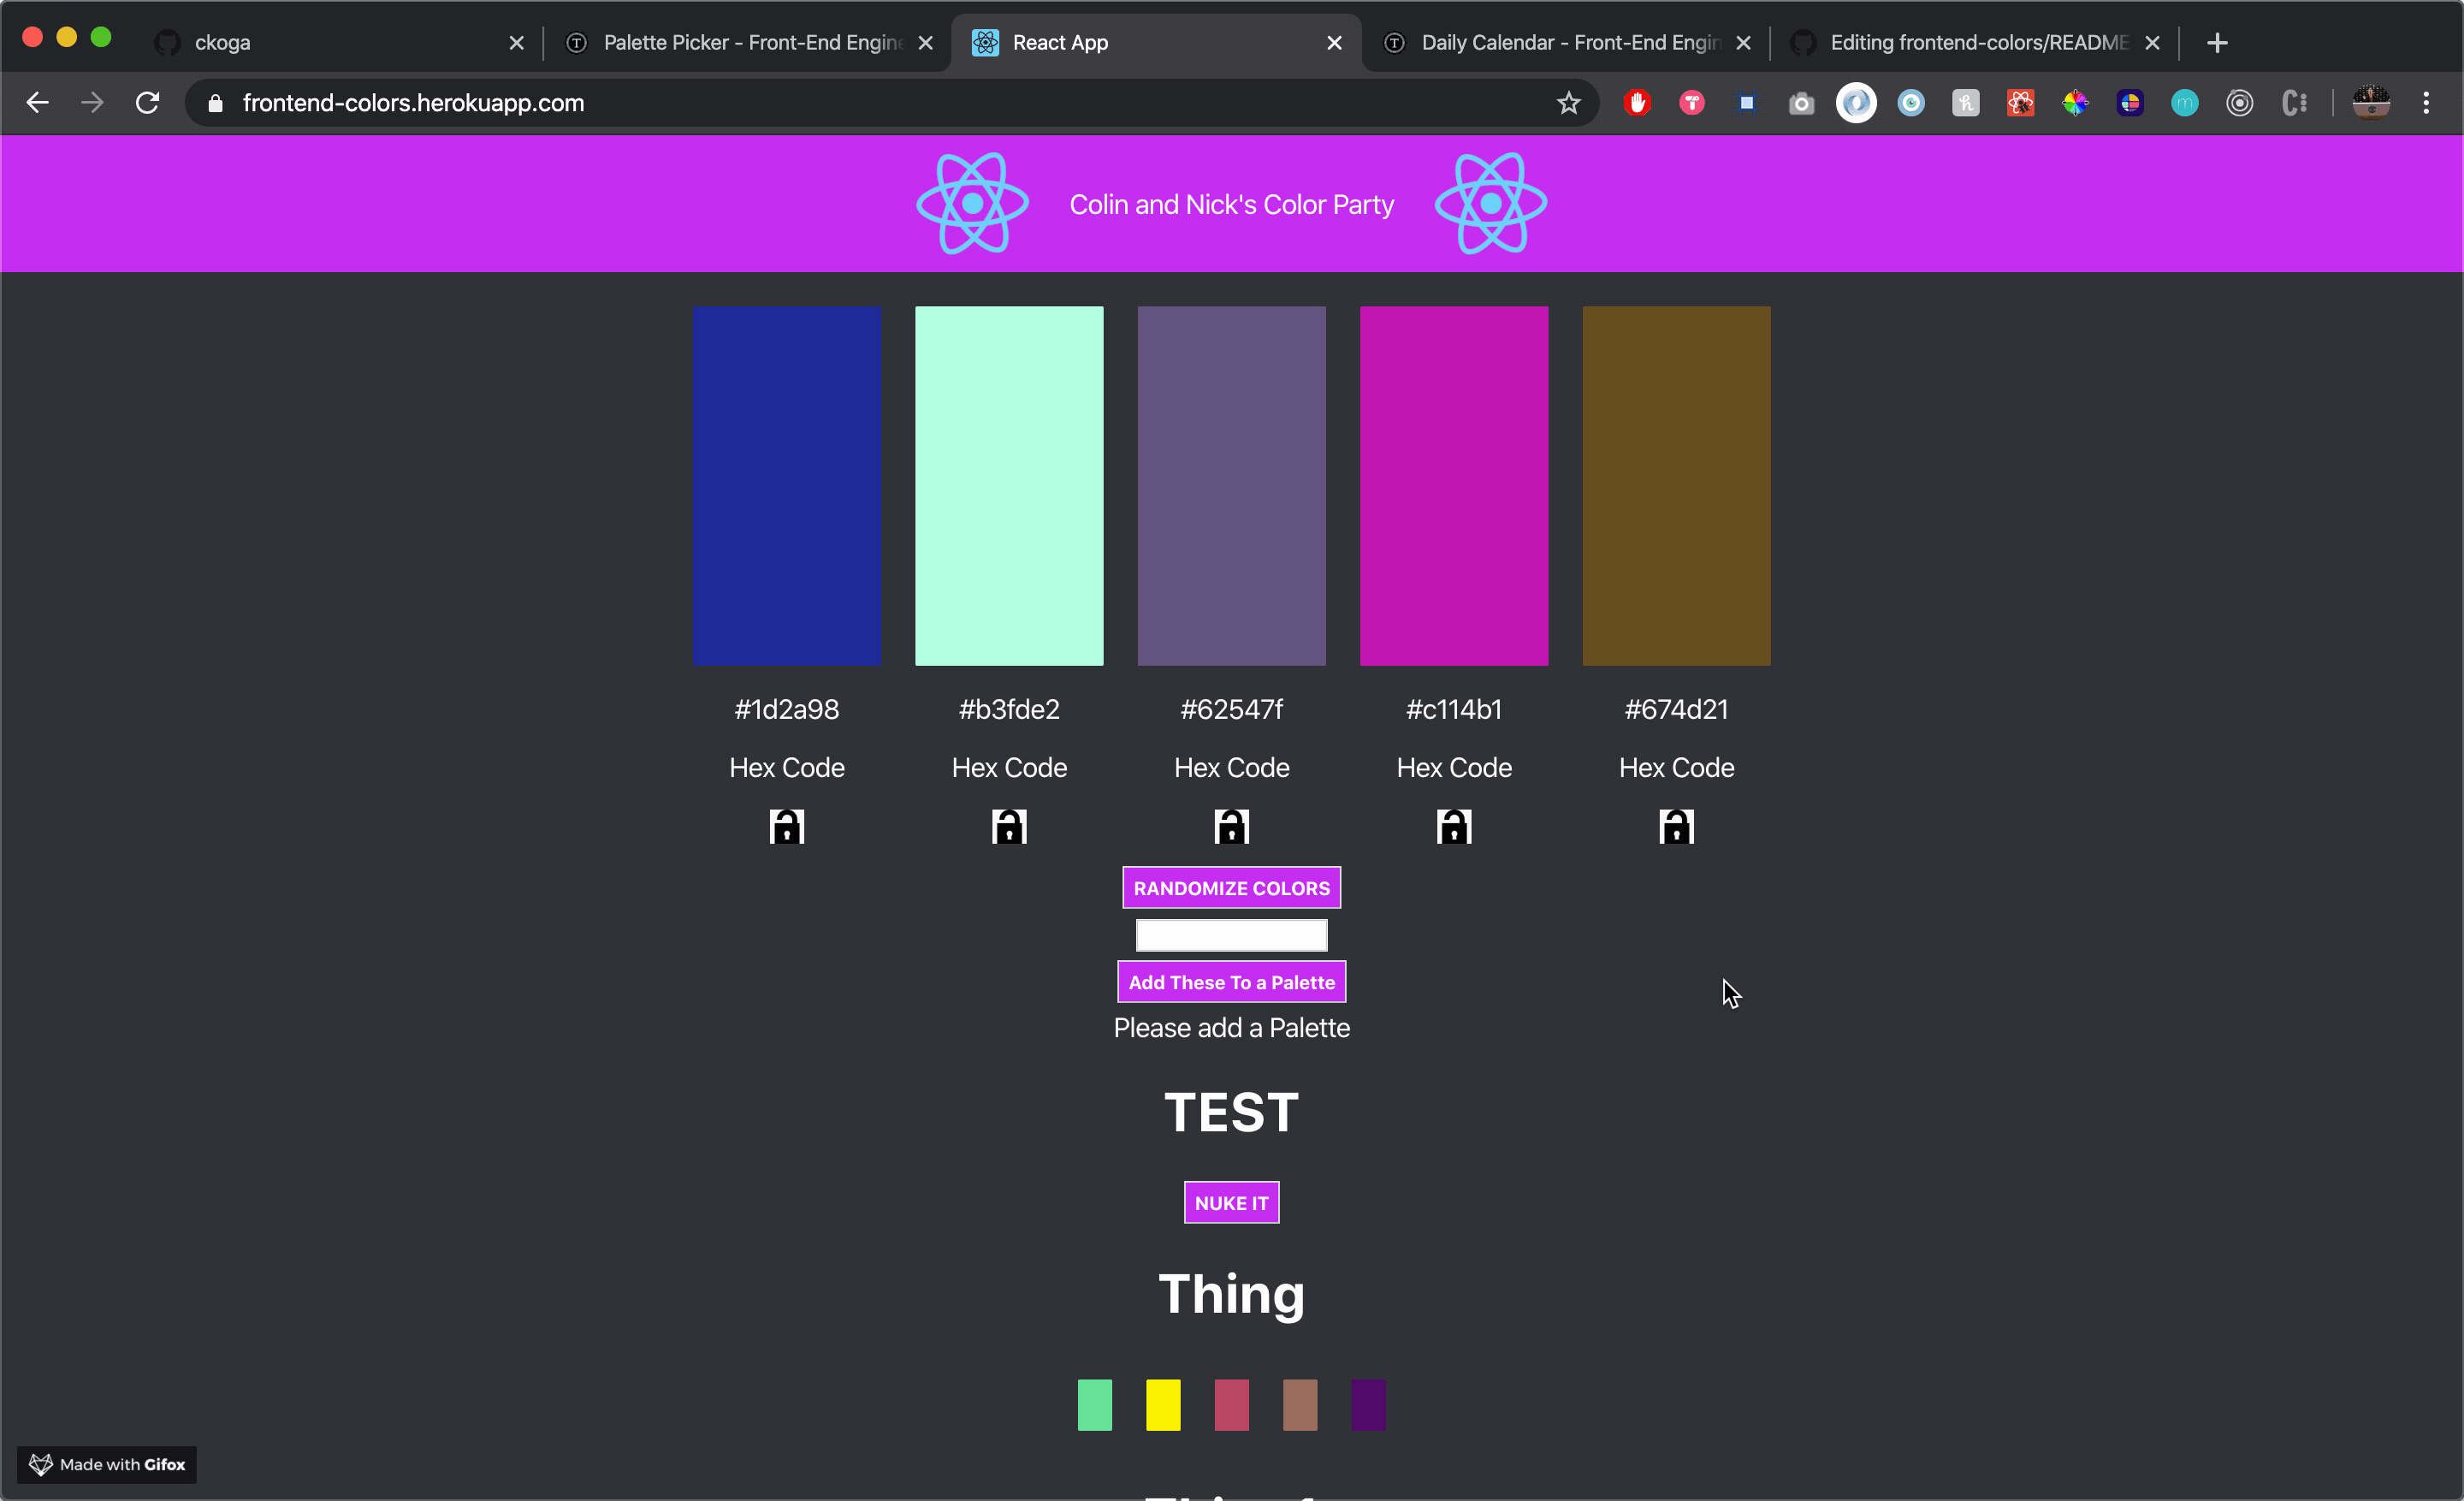 ckoga
Palette Picker - Front-End Engine
React App
Daily Calendar - Front-End Engin
Editing frontend-colors/README
frontend-colors.herokuapp.com
Colin and Nick's Color Party
#1d2a98
#b3fde2
#62547f
#c114b1
#674d21
Hex Code
Hex Code
Hex Code
Hex Code
Hex Code
RANDOMIZE COLORS
Add These To a Palette
Please add a Palette
TEST
NUKE IT
Thing
Made with Gifox